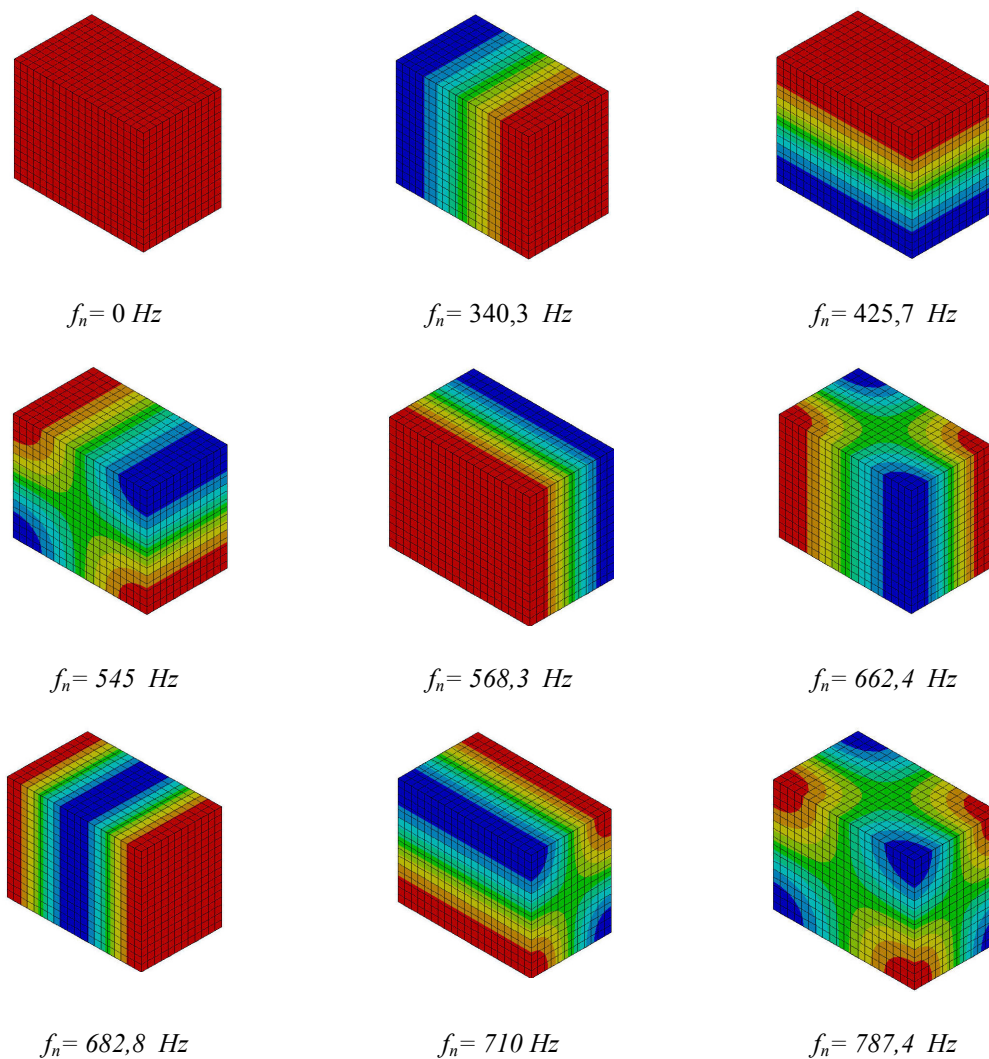 fn= 0 Hz
fn= 340,3 Hz
fn= 425,7 Hz
fn= 545 Hz
fn= 568,3 Hz
fn= 662,4 Hz
fn= 682,8 Hz
fn= 710 Hz
fn= 787,4 Hz